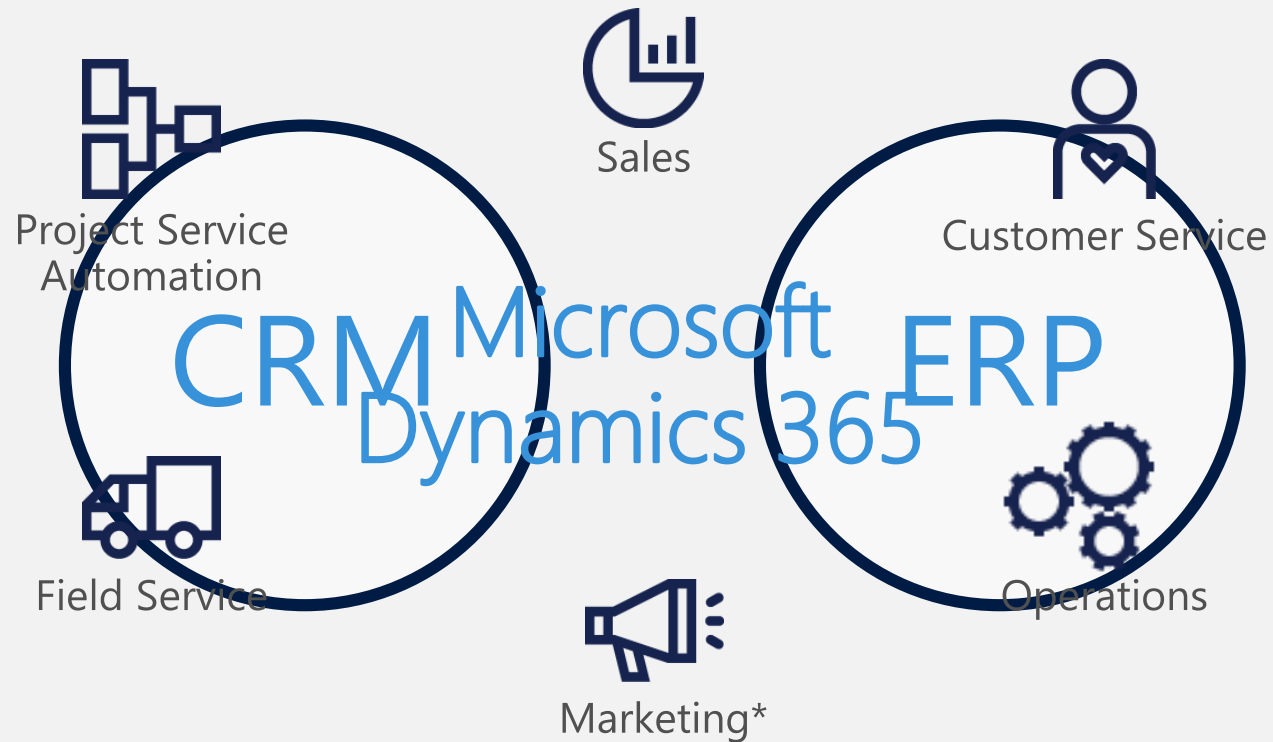 Sales
Project Service
Automation
Customer Service
CRM
Microsoft
Dynamics 365
ERP
Field Service
Operations
Marketing*